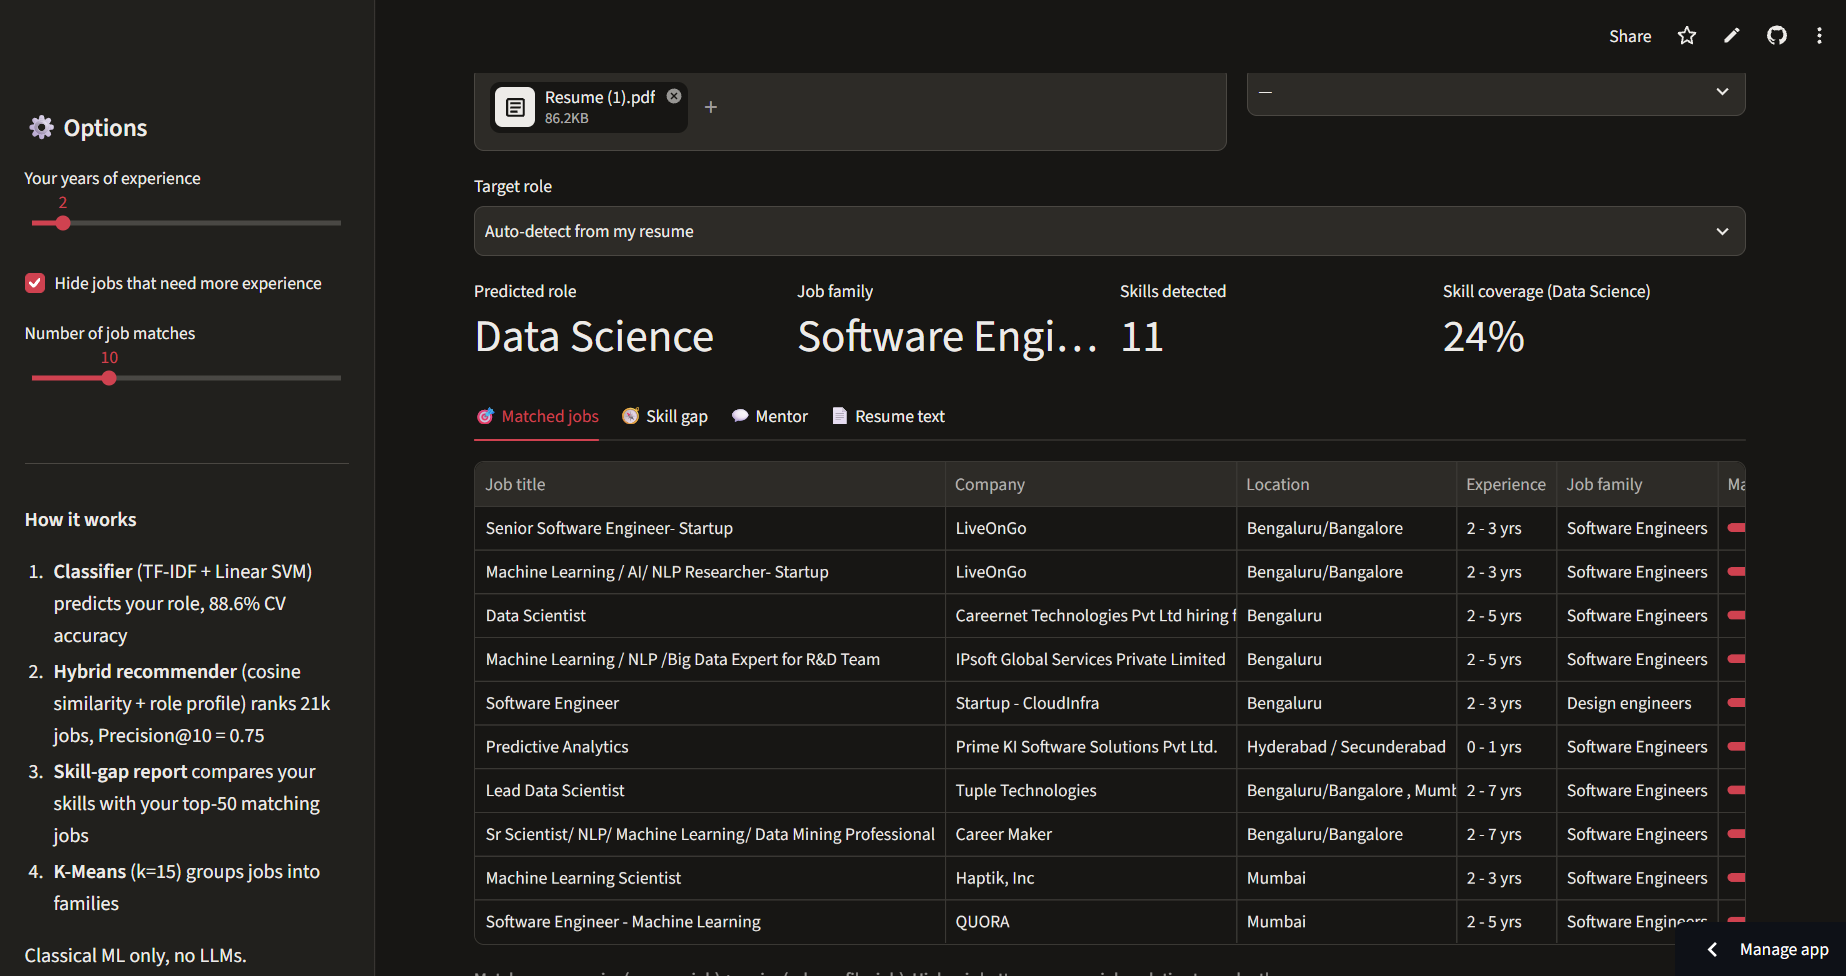 Share
Options
Your years of experience
2
Hide jobs that need more experience
Number of job matches
10
How it works
1. Classifier (TF-IDF + Linear SVM)
predicts your role, 88.6% CV
accuracy
2. Hybrid recommender (cosine
similarity + role profile) ranks 21k
jobs, Precision@10 = 0.75
3. Skill-gap report compares your
skills with your top-50 matching
jobs
4. K-Means (k=15) groups jobs into
families
Classical ML only, no LLMs.
Resume (1).pdf
86.2KB
—
Target role
Auto-detect from my resume
Predicted role Job family Skills detected Skill coverage (Data Science)
Data Science Software Engi... 11 24%
Matched jobs Skill gap Mentor Resume text
Job title Company Location Experience Job family
Senior Software Engineer- Startup LiveOnGo Bengaluru/Bangalore 2 - 3 yrs Software Engineers
Machine Learning / AI/ NLP Researcher- Startup LiveOnGo Bengaluru/Bangalore 2 - 3 yrs Software Engineers
Data Scientist Careernet Technologies Pvt Ltd hiring Bengaluru 2 - 5 yrs Software Engineers
Machine Learning / NLP /Big Data Expert for R&D Team IPsoft Global Services Private Limited Bengaluru 2 - 5 yrs Software Engineers
Software Engineer Startup - CloudInfra Bengaluru 2 - 3 yrs Design engineers
Predictive Analytics Prime KI Software Solutions Pvt Ltd. Hyderabad / Secunderabad 0 - 1 yrs Software Engineers
Lead Data Scientist Tuple Technologies Bengaluru/Bangalore , Mumb 2 - 7 yrs Software Engineers
Sr Scientist/ NLP/ Machine Learning/ Data Mining Professional Career Maker Bengaluru/Bangalore 2 - 7 yrs Software Engineers
Machine Learning Scientist Haptik, Inc Mumbai 2 - 3 yrs Software Engineers
Software Engineer - Machine Learning QUORA Mumbai 2 - 5 yrs Software Engineers
Manage app